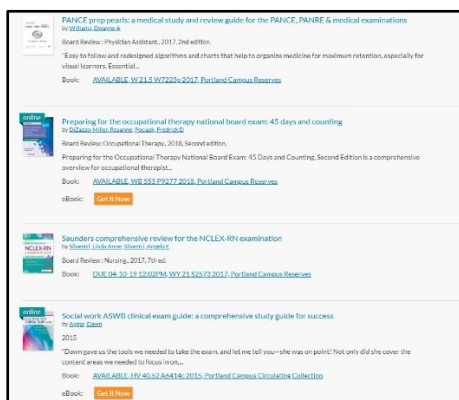 PANCE prep pearls: a medical study and review guide for the PANCE, PANRE & medical examinations
by Williams, Dwayne A
Board Review : Physician Assistant., 2017, 2nd edition.
"Easy to follow and redesigned algorithms and charts that help to organize medicine for maximum retention, especially for
visual learners. Essential...
Book: AVAILABLE, W 21.5 W7223p 2017, Portland Campus Reserves
online
Preparing for the occupational therapy national board exam: 45 days and counting
by DiZazzo-Miller, Rosanne; Pociask, Fredrick D
Board Review: Occupational Therapy., 2018, Second edition.
Preparing for the Occupational Therapy National Board Exam: 45 Days and Counting, Second Edition is a comprehensive
overview for occupational therapist...
Book: AVAILABLE, WB 555 P9277 2018, Portland Campus Reserves
eBook: Get It Now
NCLEX-RN
Saunders comprehensive review for the NCLEX-RN examination
by Silvestri, Linda Anne; Silvestri, Angela E
Board Review : Nursing., 2017, 7th ed.
Book: DUE 04-10-19 12:02PM, WY 21 S2573 2017, Portland Campus Reserves
online
Social work ASWB clinical exam guide: a comprehensive study guide for success
by Apgar, Dawn
2015
"Dawn gave us the tools we needed to take the exam, and let me tell you—she was on point! Not only did she cover the
content areas we needed to focus in on,...
Book: AVAILABLE, HV 40.52 A6414c 2015, Portland Campus Circulating Collection
eBook: Get It Now